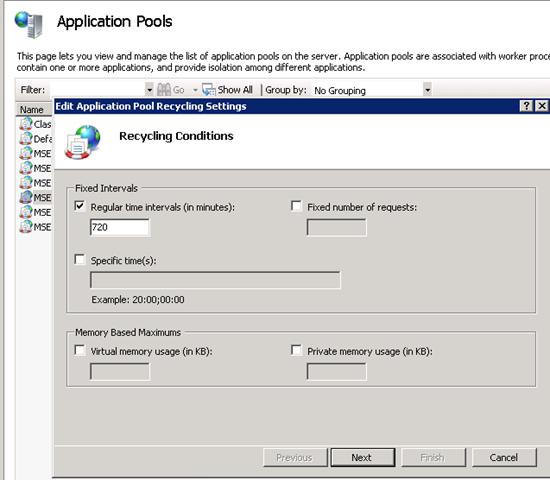 Application Pools
This page lets you view and manage the list of application pools on the server. Application pools are associated with worker proce
contain one or more applications, and provide isolation among different applications.
Filter: Go Show All Group by: No Grouping
Name
Edit Application Pool Recycling Settings
Clas
Recycling Conditions
Defa
MSE
MSE
MSE
MSE
MSE
MSE
Fixed Intervals
Regular time intervals (in minutes): Fixed number of requests:
720
Specific time(s):
Example: 20:00;00:00
Memory Based Maximums
Virtual memory usage (in KB): Private memory usage (in KB):
Previous Next Finish Cancel